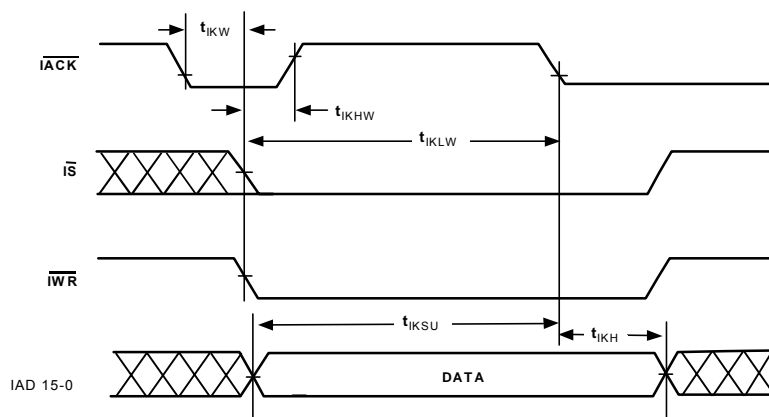 tIKW
IACK
tIKHW
tIKLW
IS
IWR
tIKSU
tIKH
IAD 15-0
DATA